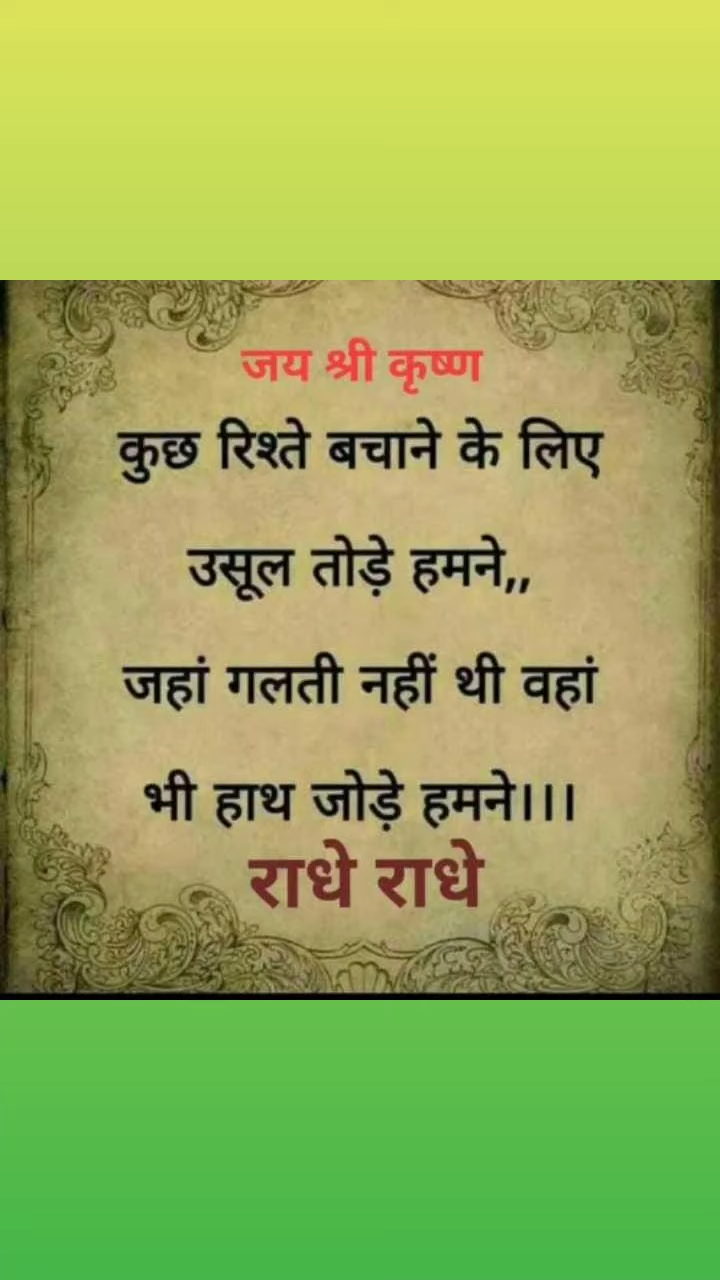 जय श्री कृष्ण
कुछ रिश्ते बचाने के लिए
उसूल तोड़े हमने,,
जहां गलती नहीं थी वहां
भी हाथ जोड़े हमने।।।
राधे राधे